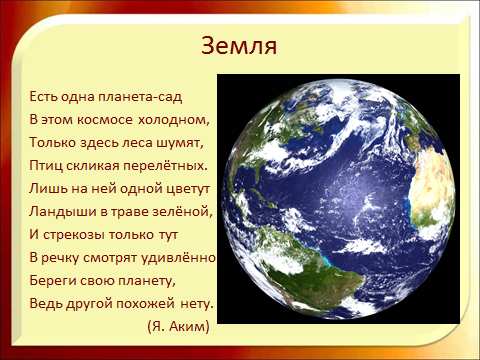 Земля
Есть одна планета-сад
В этом космосе холодном,
Только здесь леса шумят,
Птиц скликая перелётных.
Лишь на ней одной цветут
Ландыши в траве зелёной,
И стрекозы только тут
В речку смотрят удивлённо
Береги свою планету,
Ведь другой похожей нету.
(Я. Аким)